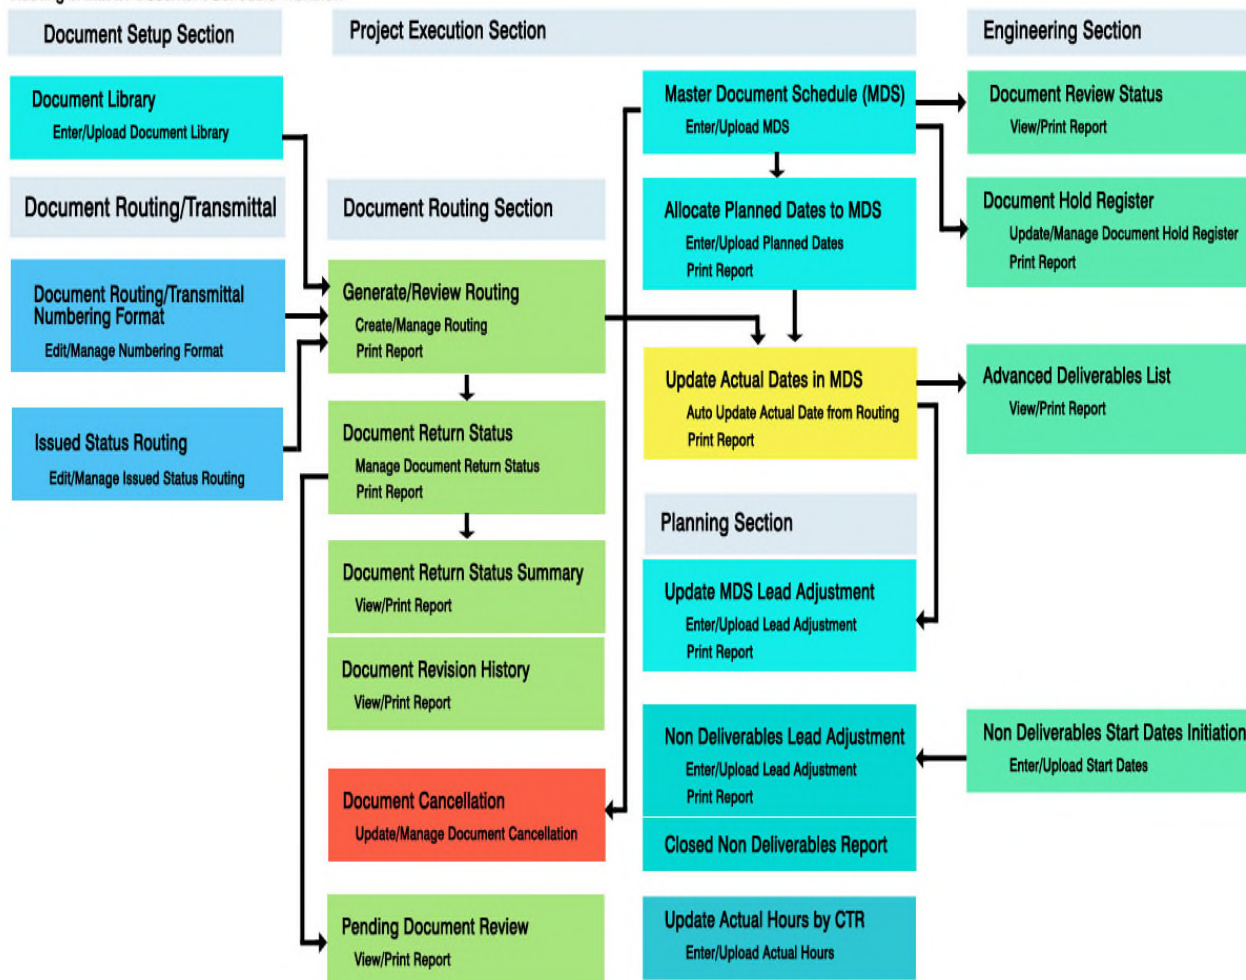 Document Setup Section
Project Execution Section
Engineering Section
Document Library
Enter/Upload Document Library
Master Document Schedule (MDS)
Enter/Upload MDS
Document Review Status
View/Print Report
Document Routing/Transmittal
Document Routing Section
Allocate Planned Dates to MDS
Enter/Upload Planned Dates
Print Report
Document Hold Register
Update/Manage Document Hold Register
Print Report
Document Routing/Transmittal
Numbering Format
Edit/Manage Numbering Format
Generate/Review Routing
Create/Manage Routing
Print Report
Update Actual Dates in MDS
Auto Update Actual Date from Routing
Print Report
Advanced Deliverables List
View/Print Report
Issued Status Routing
Edit/Manage Issued Status Routing
Document Return Status
Manage Document Return Status
Print Report
Planning Section
Document Return Status Summary
View/Print Report
Update MDS Lead Adjustment
Enter/Upload Lead Adjustment
Print Report
Document Revision History
View/Print Report
Non Deliverables Lead Adjustment
Enter/Upload Lead Adjustment
Print Report
Non Deliverables Start Dates Initiation
Enter/Upload Start Dates
Document Cancellation
Update/Manage Document Cancellation
Closed Non Deliverables Report
Pending Document Review
View/Print Report
Update Actual Hours by CTR
Enter/Upload Actual Hours